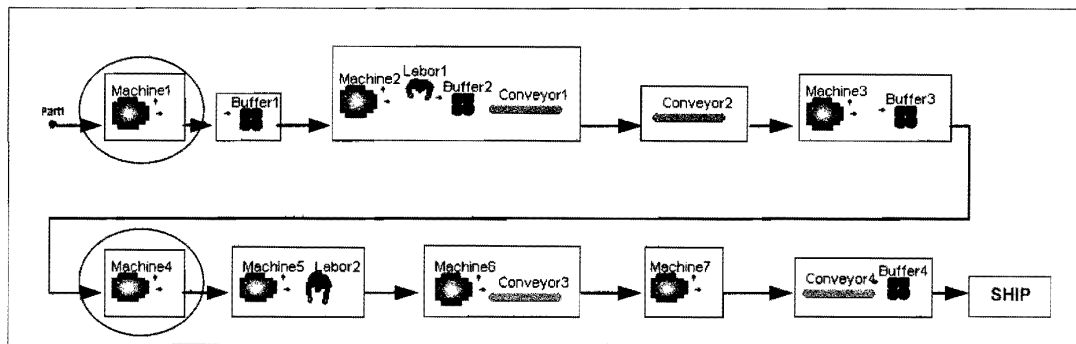 Part1
Machine1
Buffer1
Machine2
Labor1
Buffer2
Conveyor1
Conveyor2
Machine3
Buffer3
Machine4
Machine5
Labor2
Machine6
Conveyor3
Machine7
Conveyor4
Buffer4
SHIP